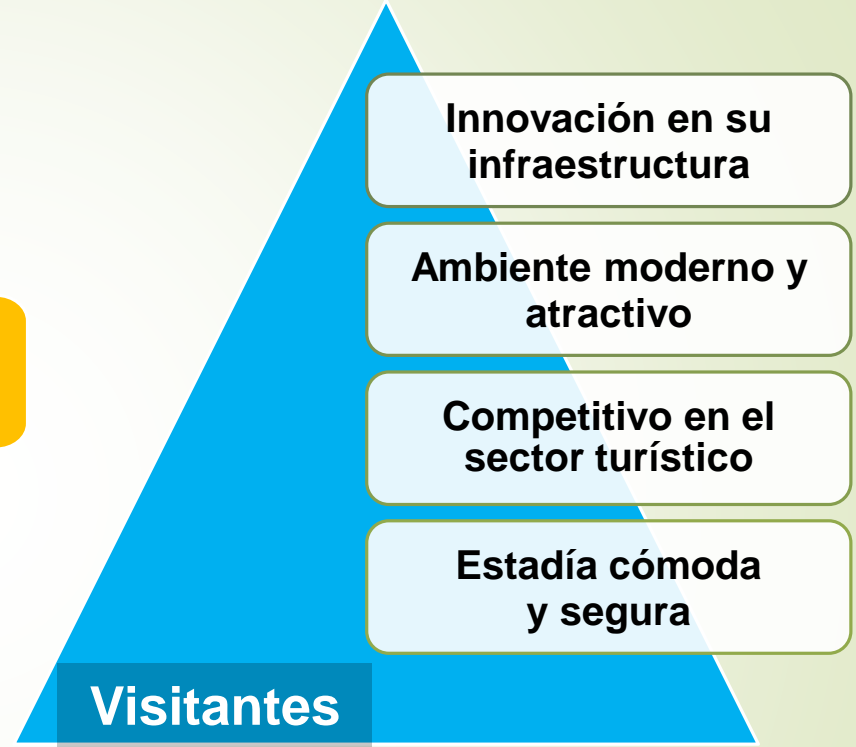 Innovación en su
infraestructura
Ambiente moderno y
atractivo
Competitivo en el
sector turístico
Estadía cómoda
y segura
Visitantes